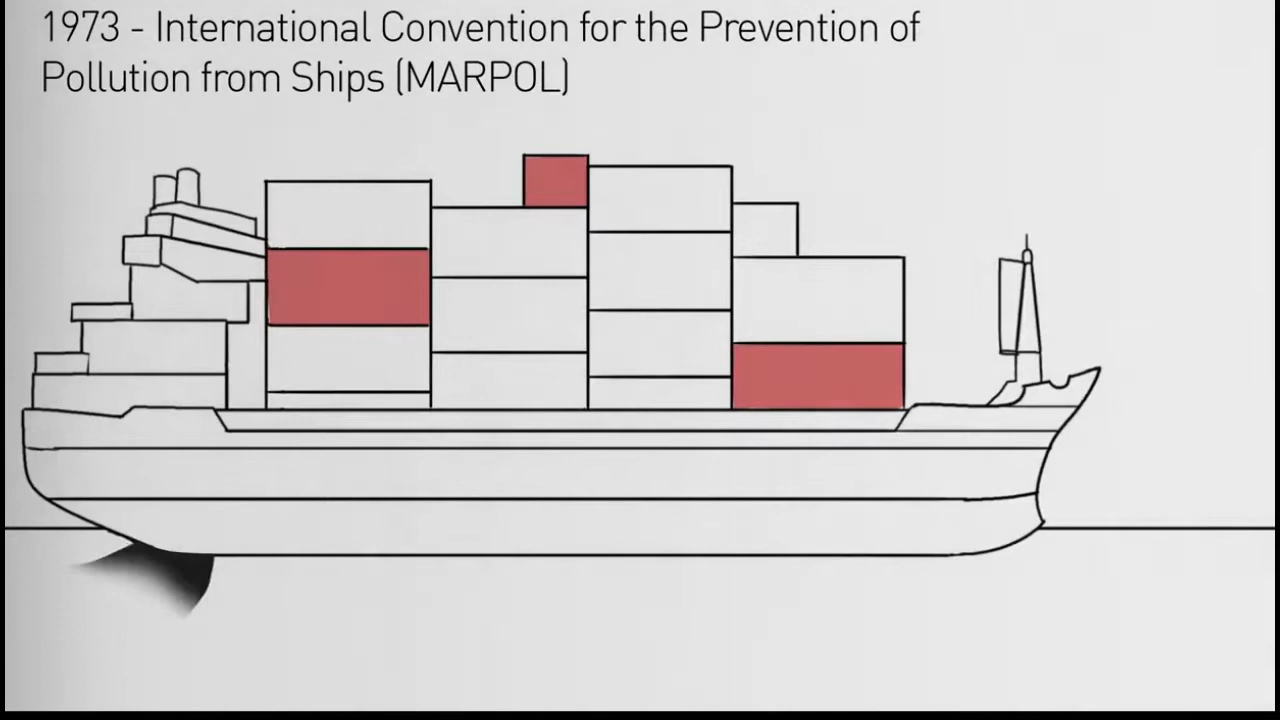 1973 - International Convention for the Prevention of
Pollution from Ships (MARPOL)